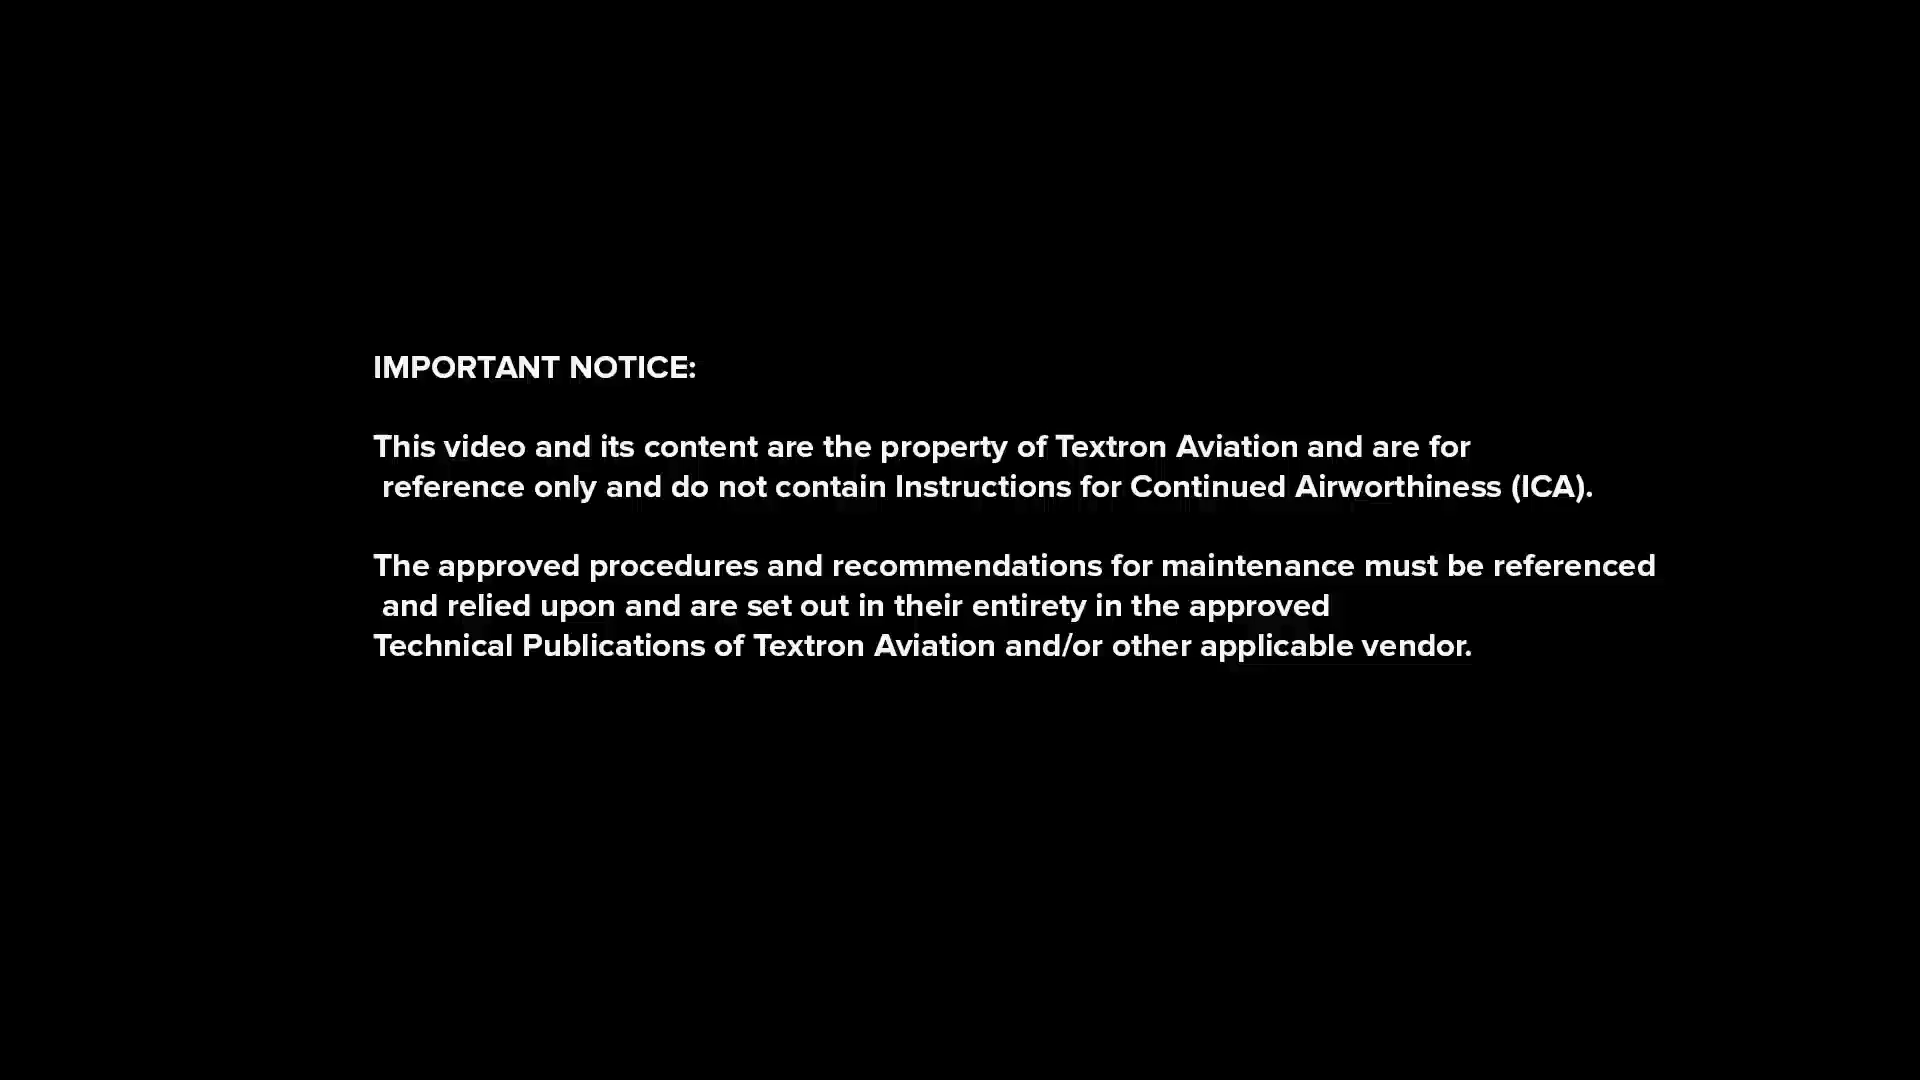 IMPORTANT NOTICE:
This video and its content are the property of Textron Aviation and are for
reference only and do not contain Instructions for Continued Airworthiness (ICA).
The approved procedures and recommendations for maintenance must be referenced
and relied upon and are set out in their entirety in the approved
Technical Publications of Textron Aviation and/or other applicable vendor.